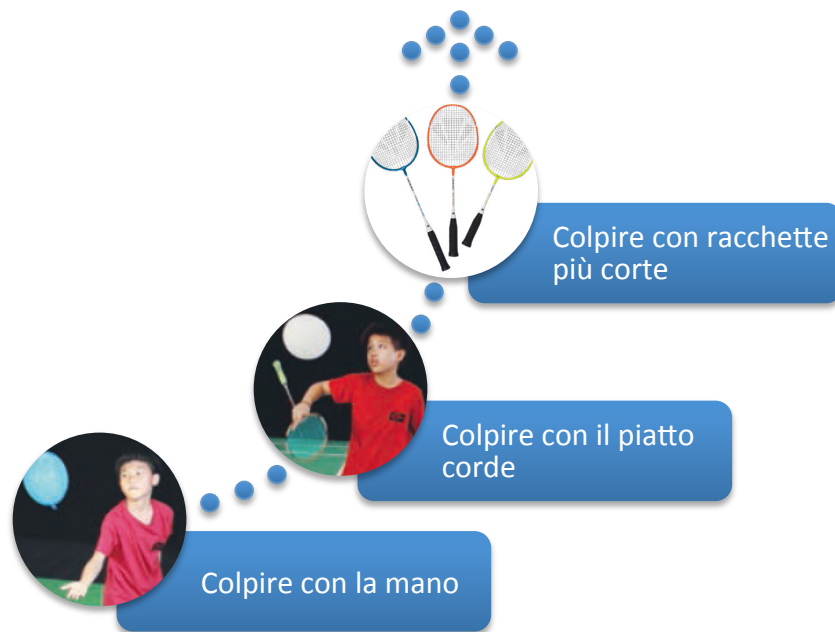 Colpire con racchette
più corte
Colpire con il piatto
corde
Colpire con la mano